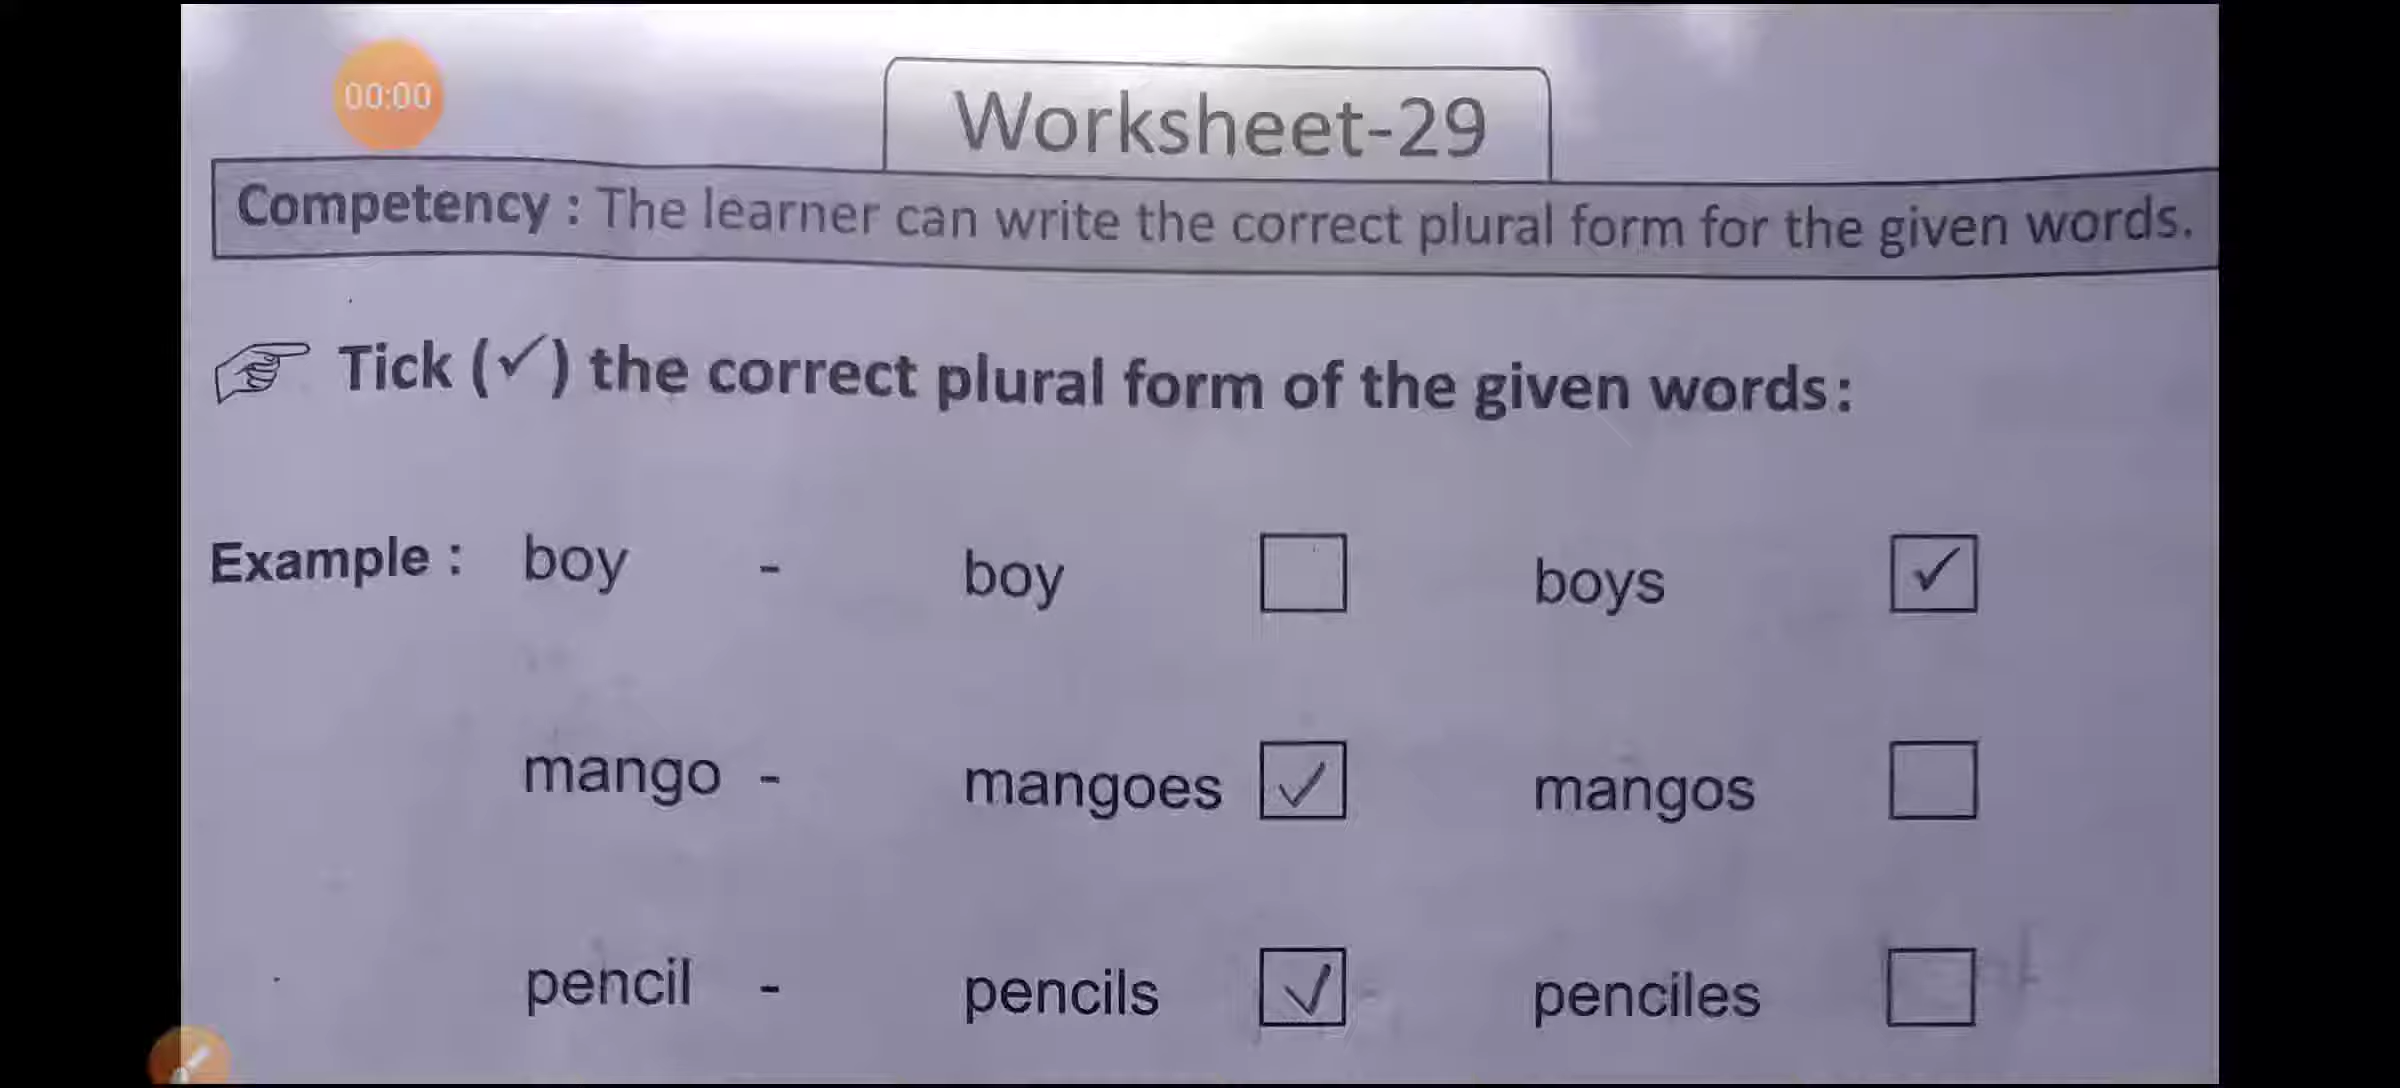 00:00
Worksheet-29
Competency : The learner can write the correct plural form for the given words.
Tick (✓) the correct plural form of the given words:
Example : boy - boy boys ✓
mango - mangoes ✓ mangos
pencil - pencils ✓ penciles